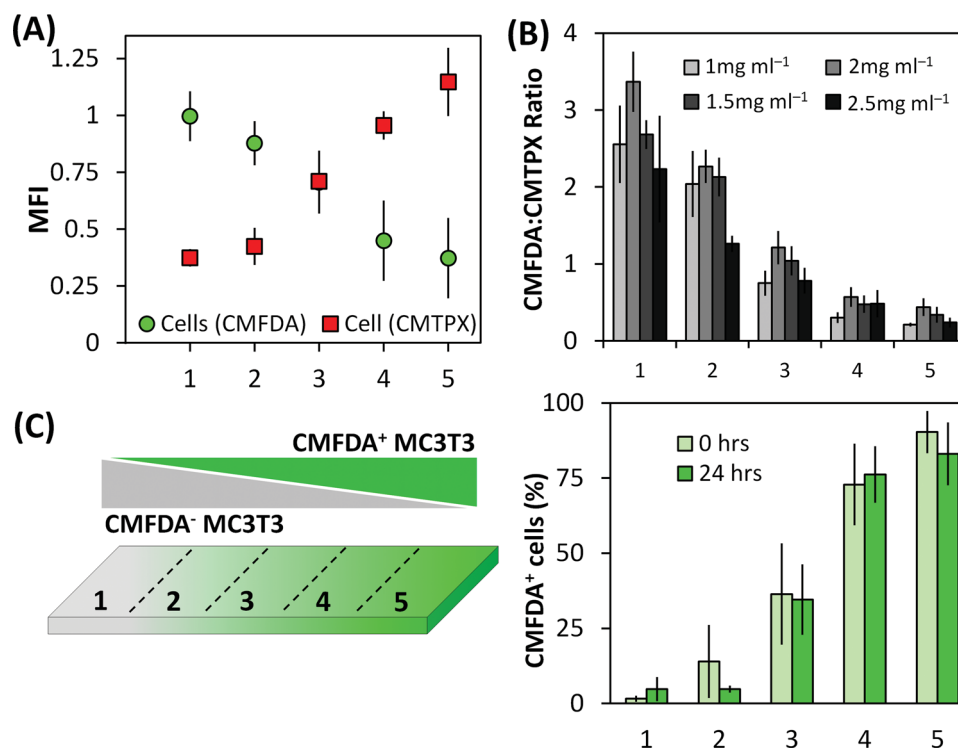 (A)
MFI
1.25
1
0.75
0.5
0.25
0
Cells (CMFDA)
Cell (CMTPX)
1 2 3 4 5
(B)
CMFDA:CMTPX Ratio
4
3
2
1
0
1mg ml⁻¹
2mg ml⁻¹
1.5mg ml⁻¹
2.5mg ml⁻¹
1 2 3 4 5
(C)
CMFDA⁺ MC3T3
CMFDA⁻ MC3T3
1 2 3 4 5
CMFDA⁺ cells (%)
100
75
50
25
0
0 hrs
24 hrs
1 2 3 4 5